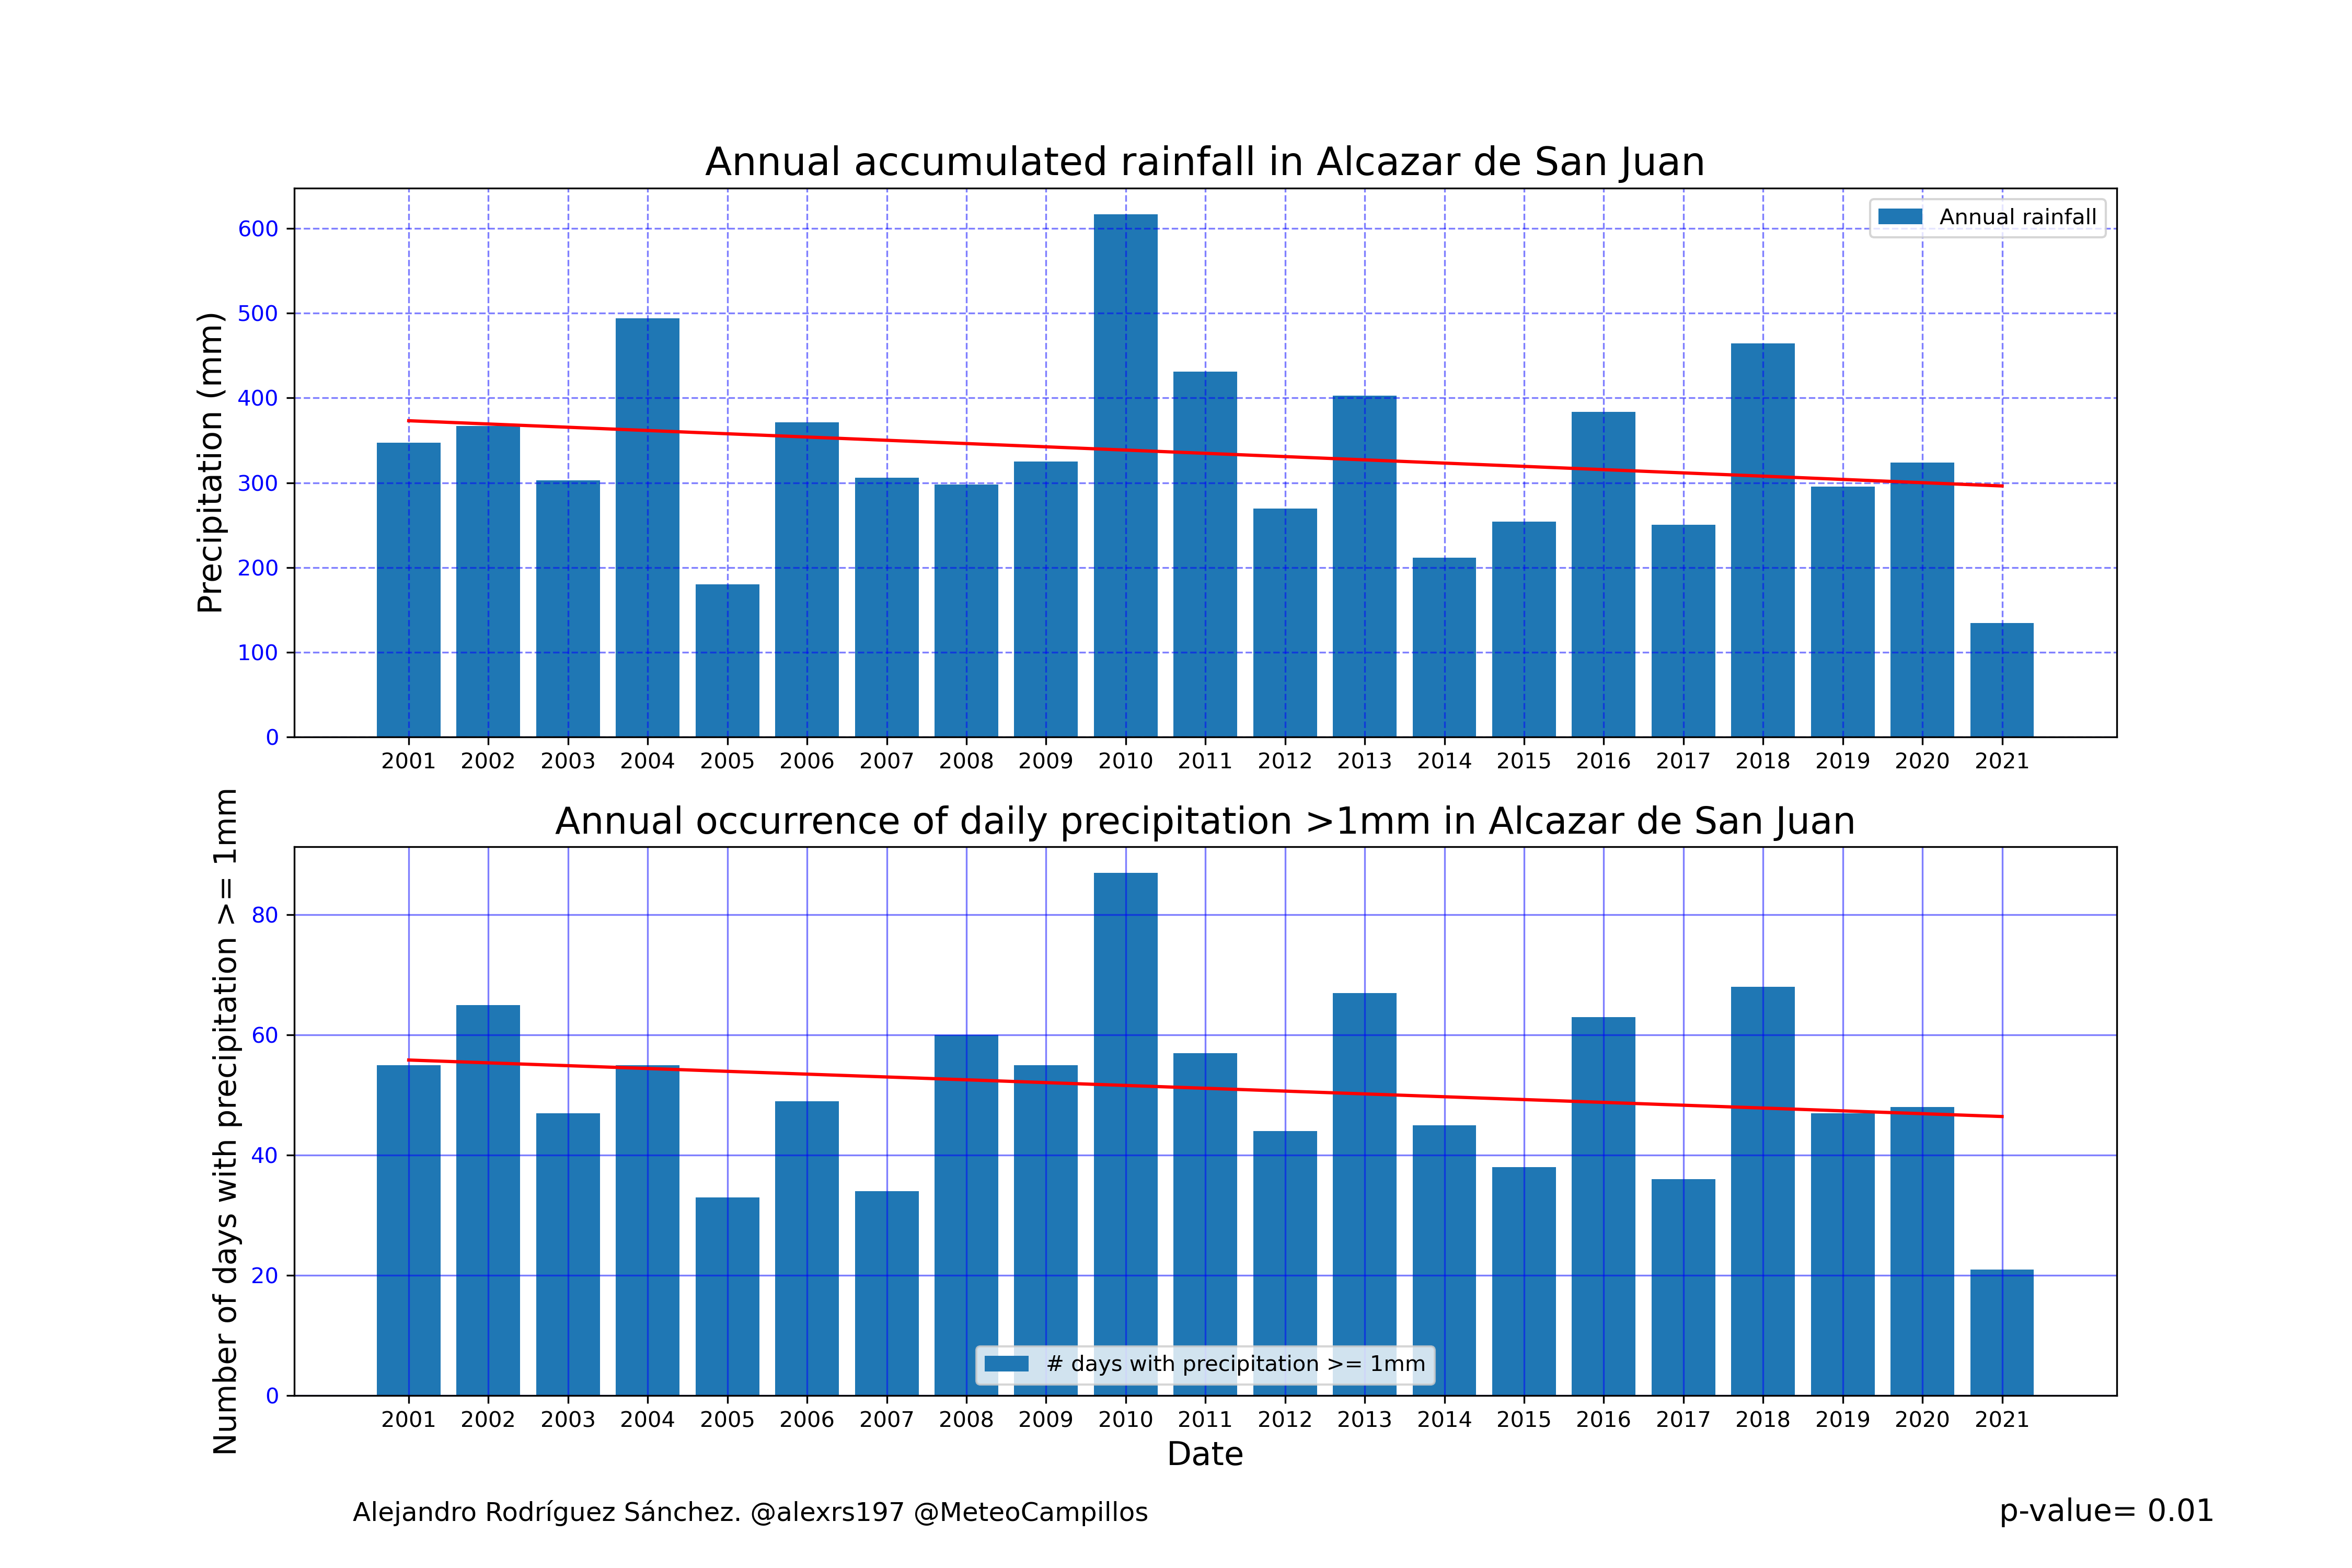 Annual accumulated rainfall in Alcazar de San Juan
Precipitation (mm)
600
500
400
300
200
100
0
Annual rainfall
2001 2002 2003 2004 2005 2006 2007 2008 2009 2010 2011 2012 2013 2014 2015 2016 2017 2018 2019 2020 2021
Annual occurrence of daily precipitation >1mm in Alcazar de San Juan
Number of days with precipitation >= 1mm
80
60
40
20
0
# days with precipitation >= 1mm
2001 2002 2003 2004 2005 2006 2007 2008 2009 2010 2011 2012 2013 2014 2015 2016 2017 2018 2019 2020 2021
Date
Alejandro Rodríguez Sánchez. @alexrs197 @MeteoCampillos
p-value= 0.01